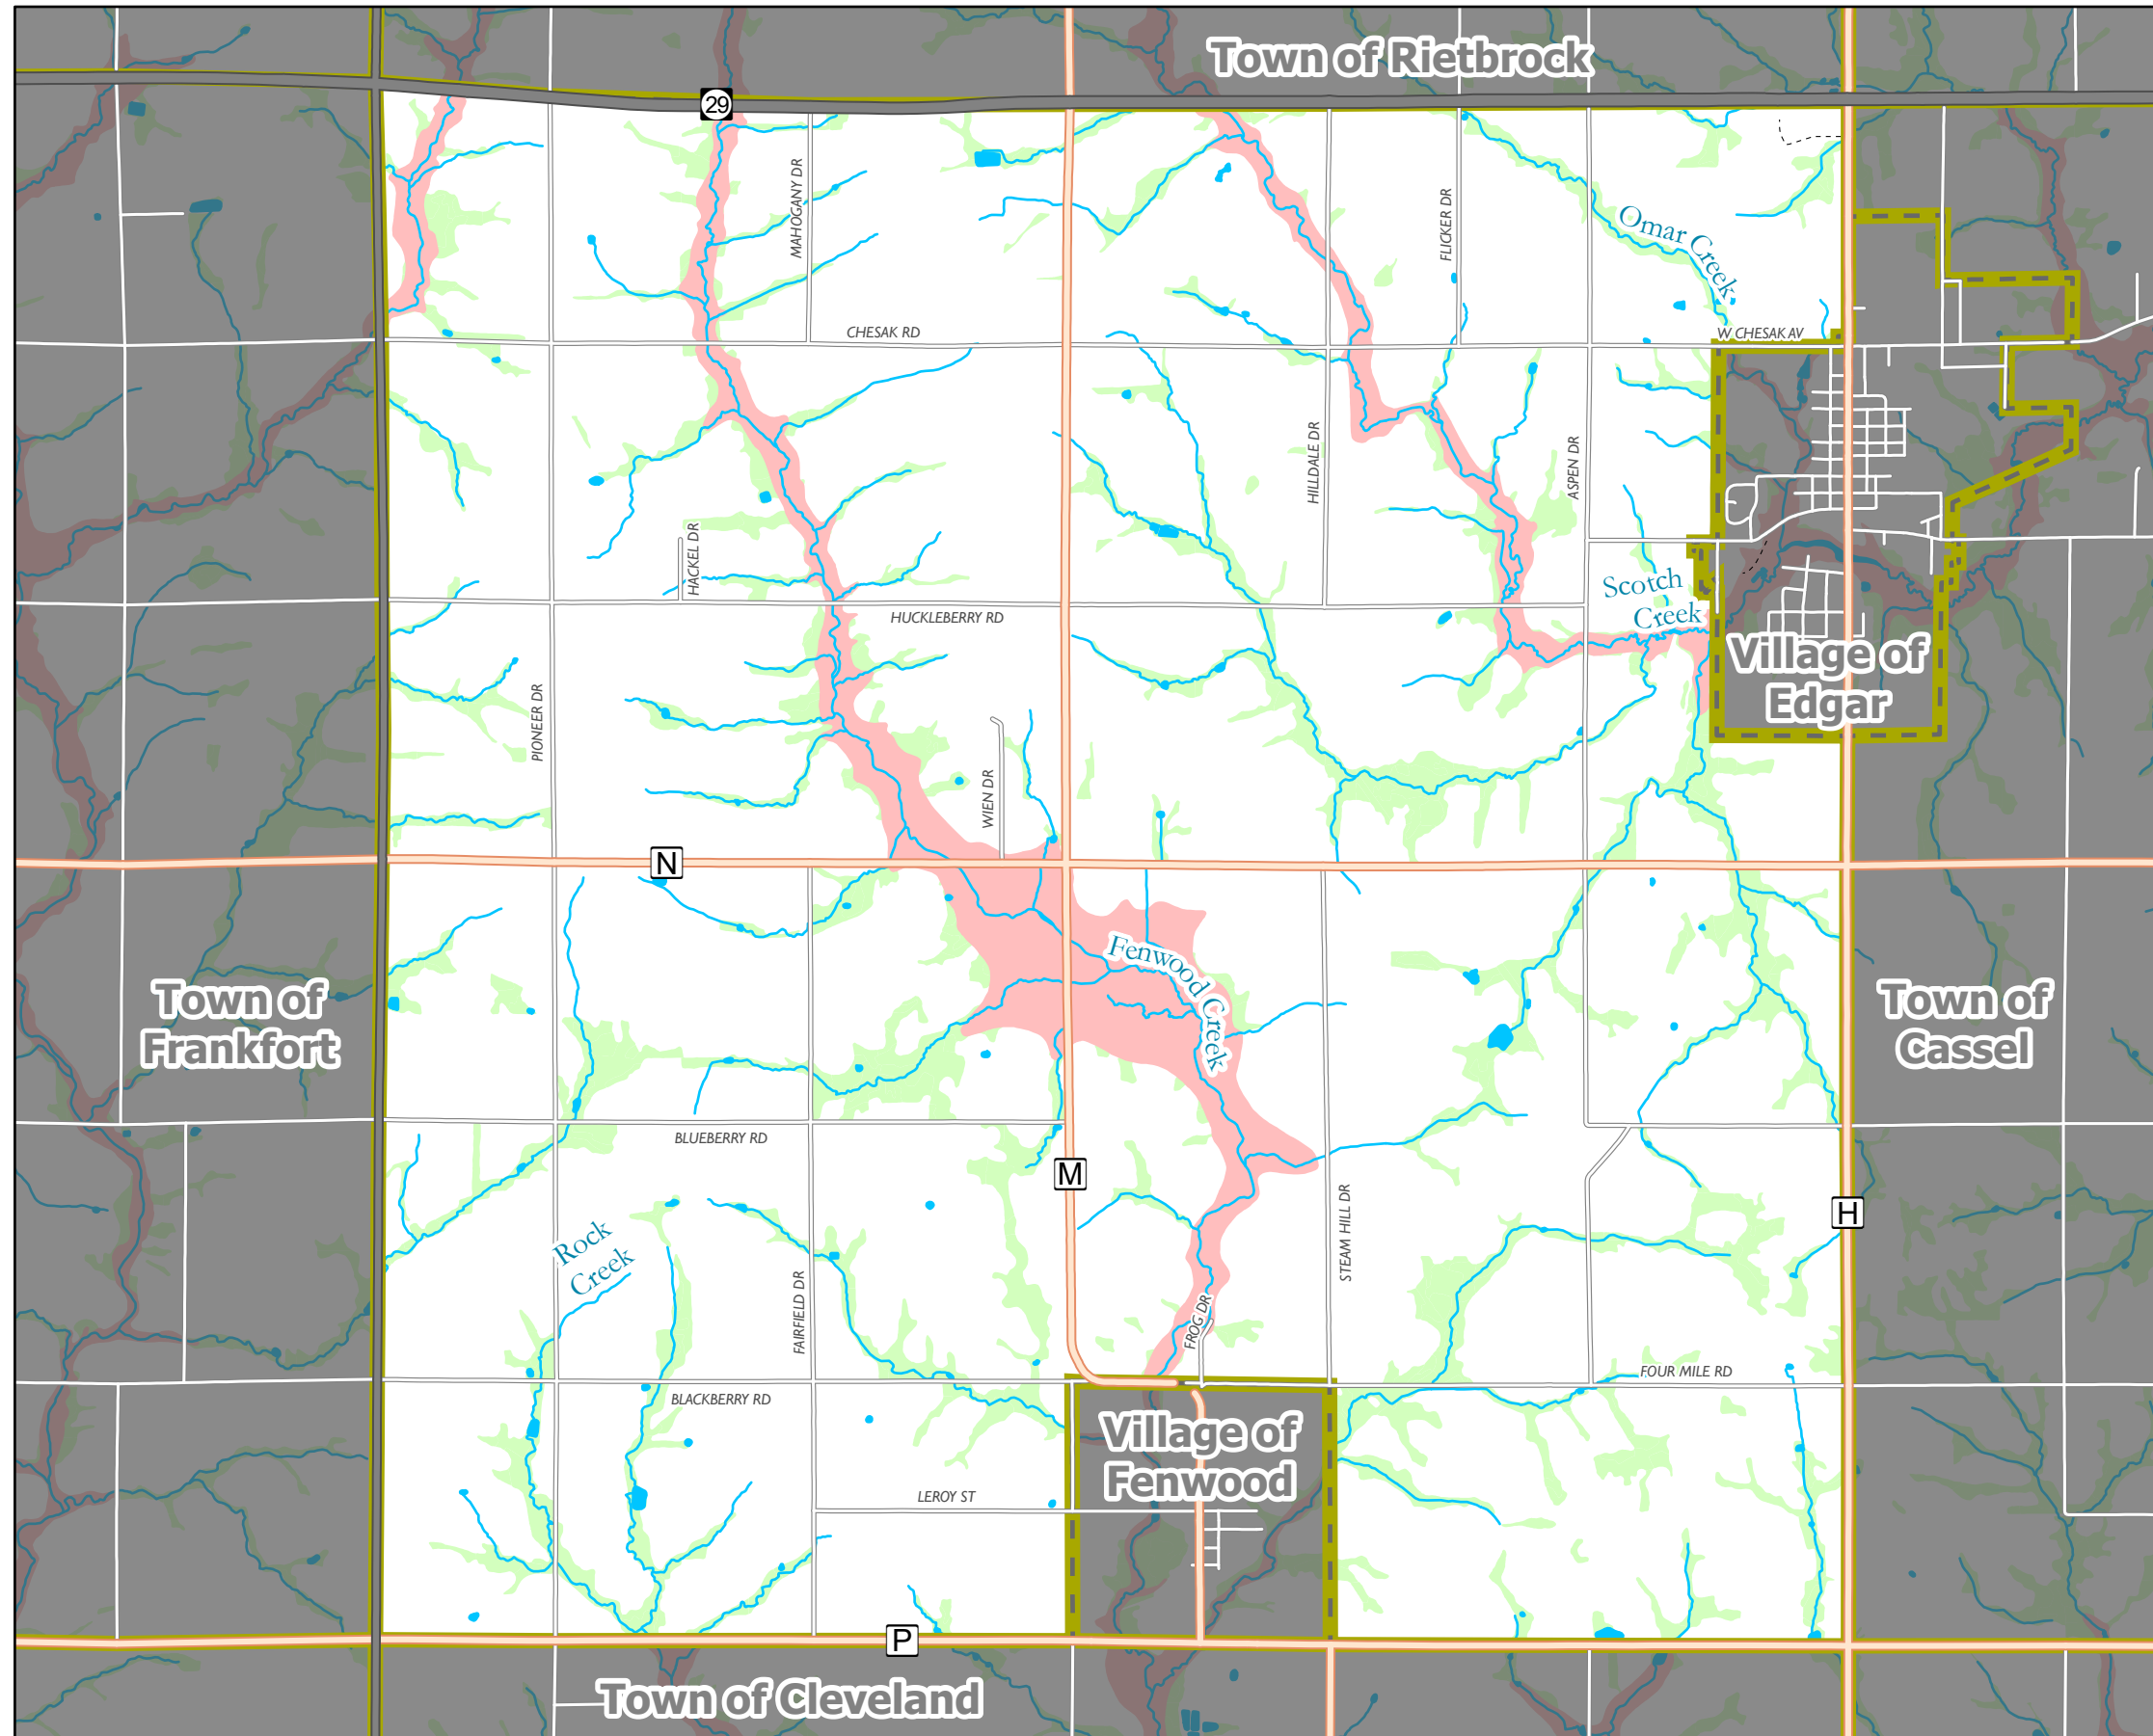 Town of Rietbrock
29
MAHOGANY DR
FLICKER DR
Omar Creek
CHESAK RD
W CHESAK AV
HILLDALE DR
ASPEN DR
HACKEL DR
Scotch
Creek
HUCKLEBERRY RD
Village of
Edgar
PIONEER DR
WIEN DR
N
Fenwood Creek
Town of
Frankfort
Town of
Cassel
BLUEBERRY RD
M
H
Rock
Creek
STEAM HILL DR
FAIRFIELD DR
FROG DR
FOUR MILE RD
BLACKBERRY RD
Village of
Fenwood
LEROY ST
P
Town of Cleveland